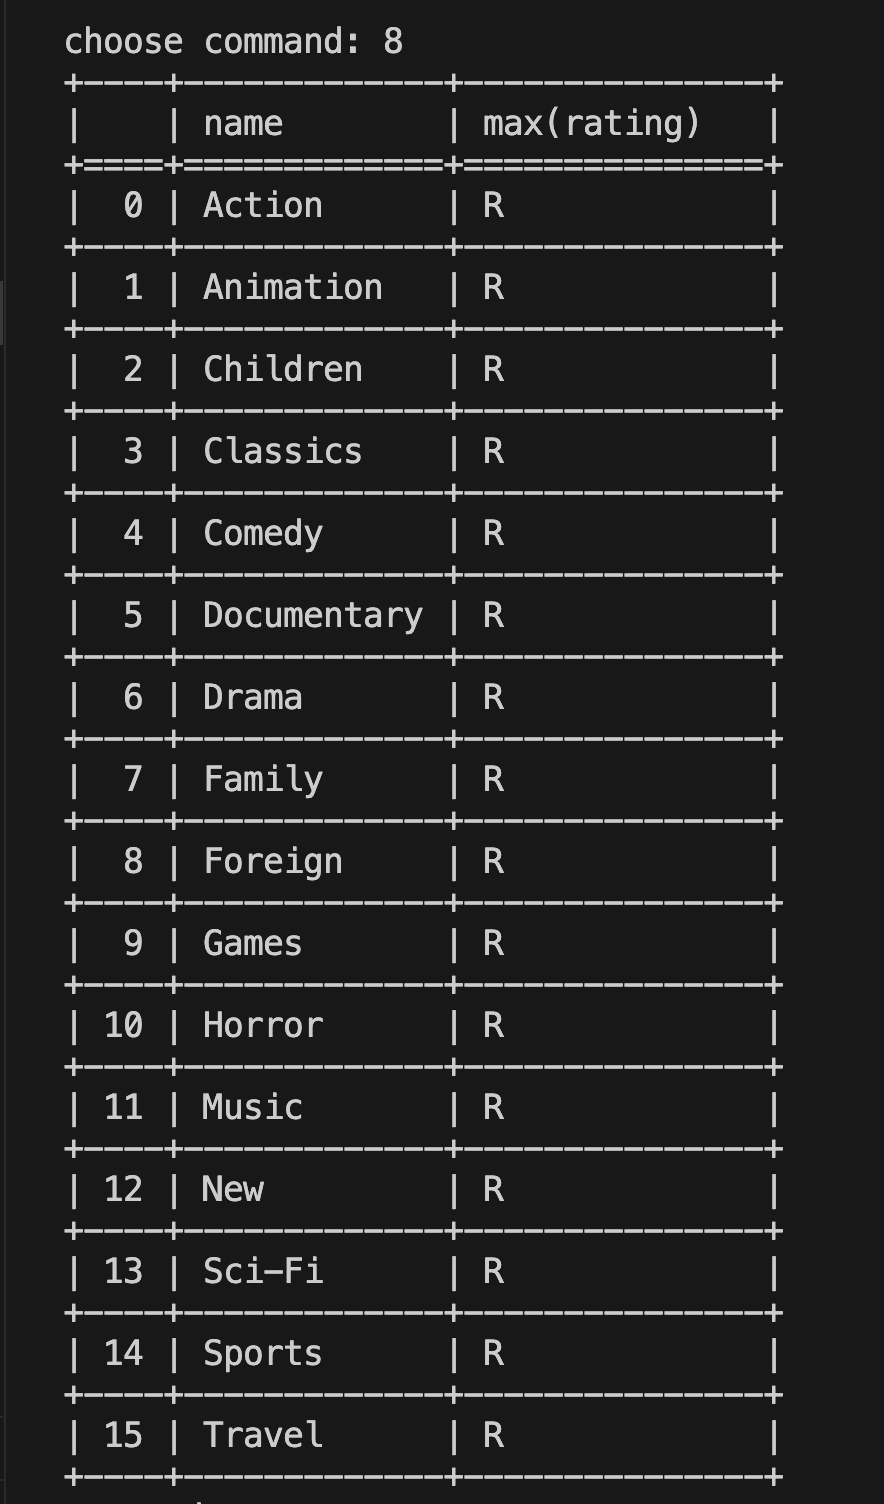 choose command: 8
+----+-------------+---------------+
|    | name        | max(rating)   |
+====+=============+===============+
|  0 | Action      | R             |
+----+-------------+---------------+
|  1 | Animation   | R             |
+----+-------------+---------------+
|  2 | Children    | R             |
+----+-------------+---------------+
|  3 | Classics    | R             |
+----+-------------+---------------+
|  4 | Comedy      | R             |
+----+-------------+---------------+
|  5 | Documentary | R             |
+----+-------------+---------------+
|  6 | Drama       | R             |
+----+-------------+---------------+
|  7 | Family      | R             |
+----+-------------+---------------+
|  8 | Foreign     | R             |
+----+-------------+---------------+
|  9 | Games       | R             |
+----+-------------+---------------+
| 10 | Horror      | R             |
+----+-------------+---------------+
| 11 | Music       | R             |
+----+-------------+---------------+
| 12 | New         | R             |
+----+-------------+---------------+
| 13 | Sci-Fi      | R             |
+----+-------------+---------------+
| 14 | Sports      | R             |
+----+-------------+---------------+
| 15 | Travel      | R             |
+----+-------------+---------------+